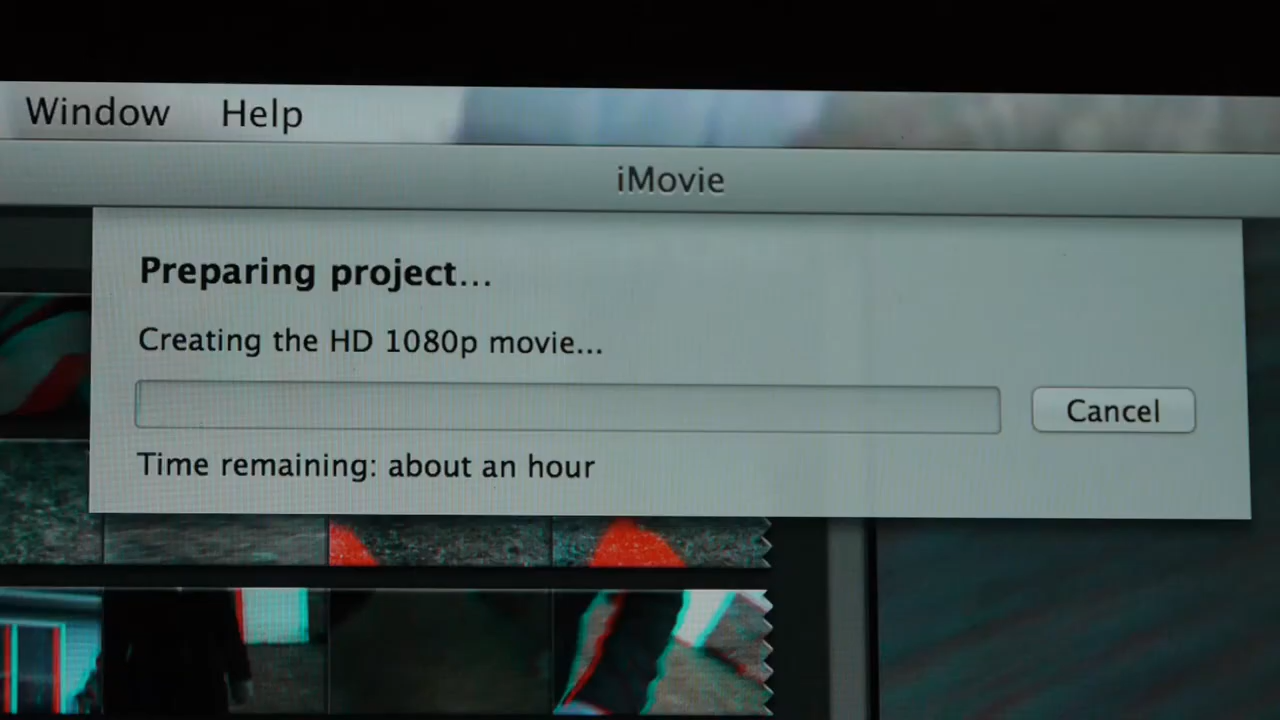 Window Help
iMovie
Preparing project...
Creating the HD 1080p movie...
Cancel
Time remaining: about an hour